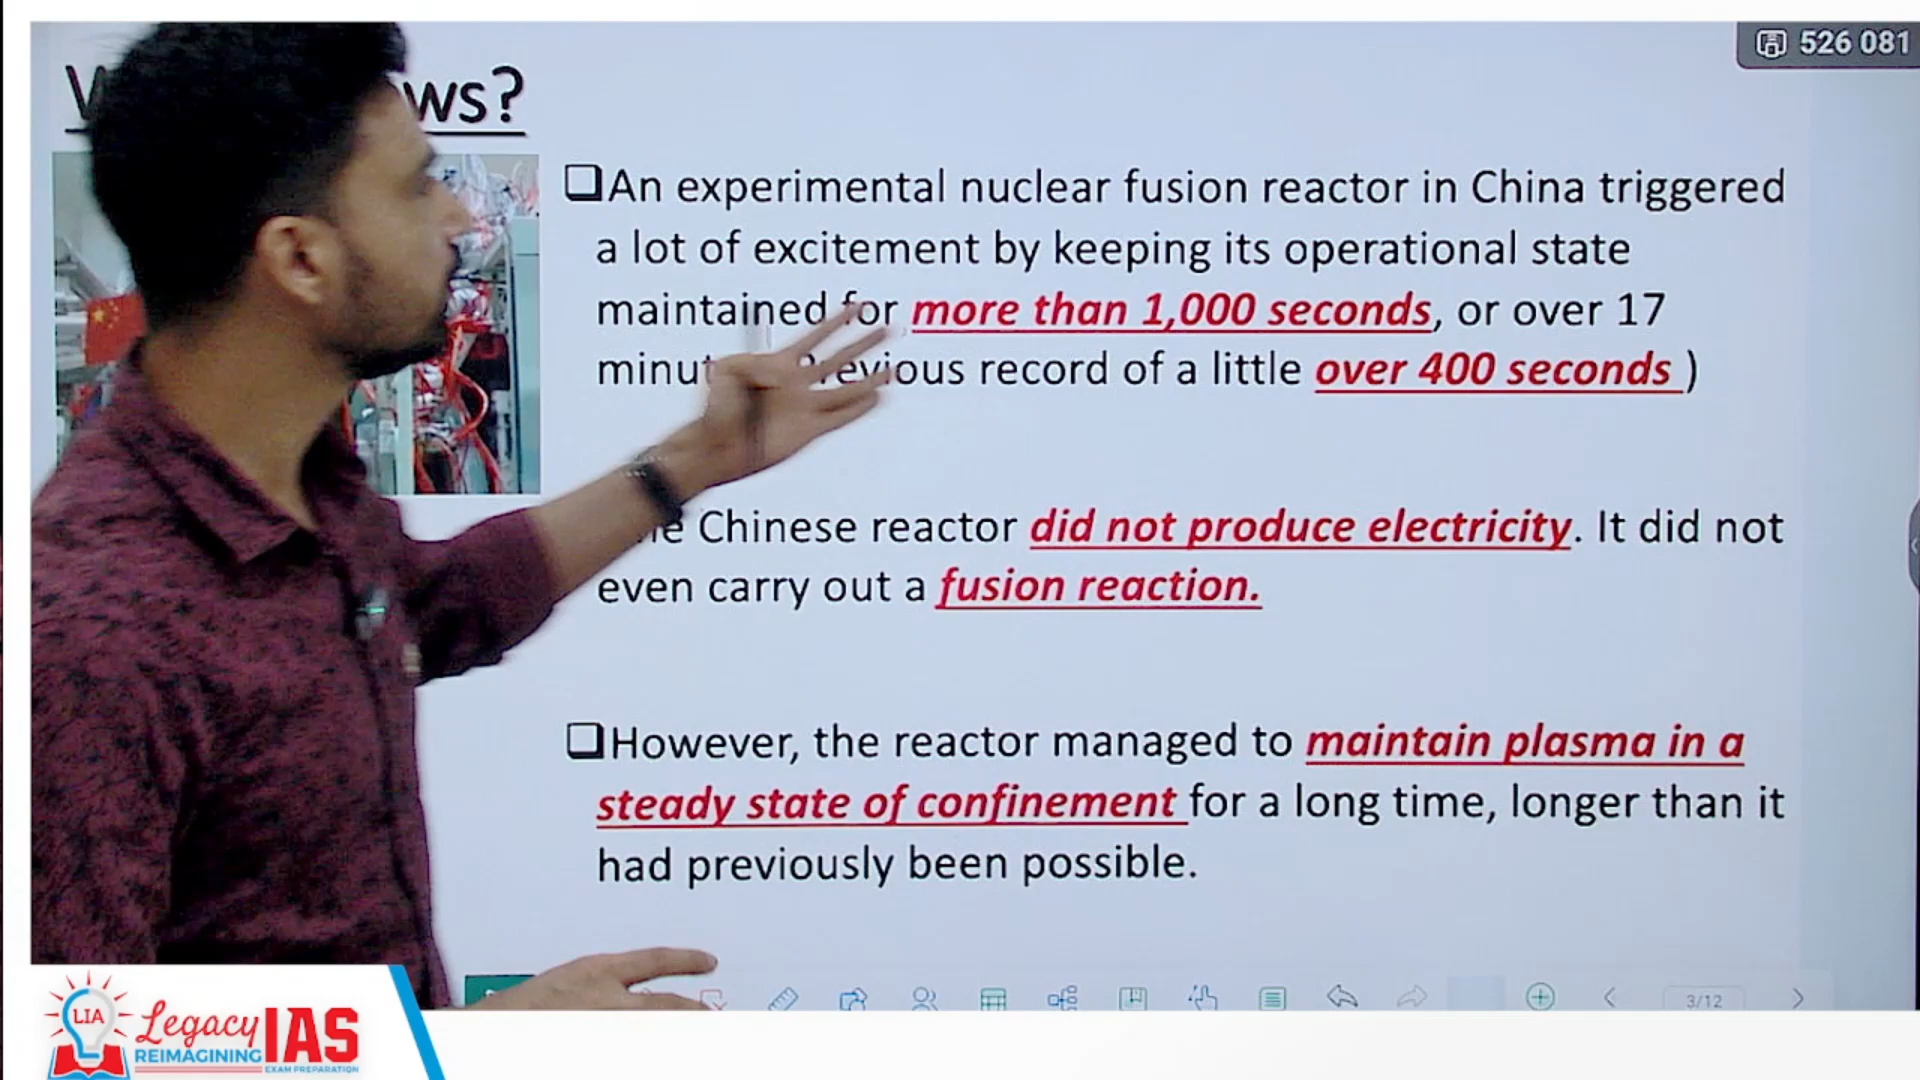 526 081
ws?
❑An experimental nuclear fusion reactor in China triggered
a lot of excitement by keeping its operational state
maintained for more than 1,000 seconds, or over 17
record of a little over 400 seconds )
Chinese reactor did not produce electricity. It did not
even carry out a fusion reaction.
❑However, the reactor managed to maintain plasma in a
steady state of confinement for a long time, longer than it
had previously been possible.
3/12
LIA
Legacy IAS
REIMAGINING
EXAM PREPARATION